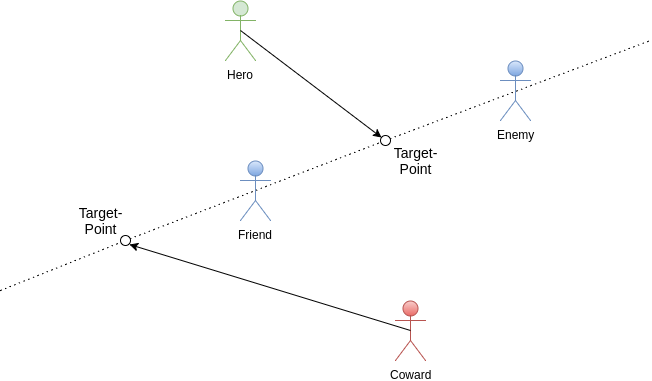 Hero
Enemy
Target-
Point
Target-
Point
Friend
Coward